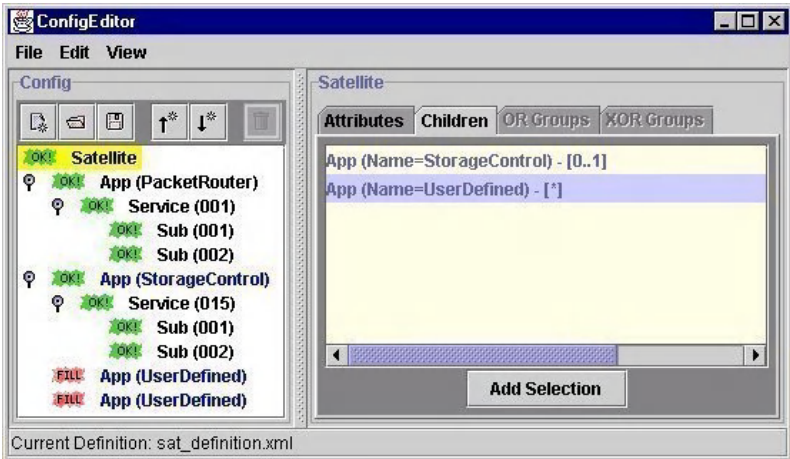 ConfigEditor
File Edit View
Config
OK! Satellite
OK! App (PacketRouter)
OK! Service (001)
OK! Sub (001)
OK! Sub (002)
OK! App (StorageControl)
OK! Service (015)
OK! Sub (001)
OK! Sub (002)
FILL App (UserDefined)
FILL App (UserDefined)
Satellite
Attributes Children OR Groups XOR Groups
App (Name=StorageControl) - [0..1]
App (Name=UserDefined) - [*]
Add Selection
Current Definition: sat_definition.xml